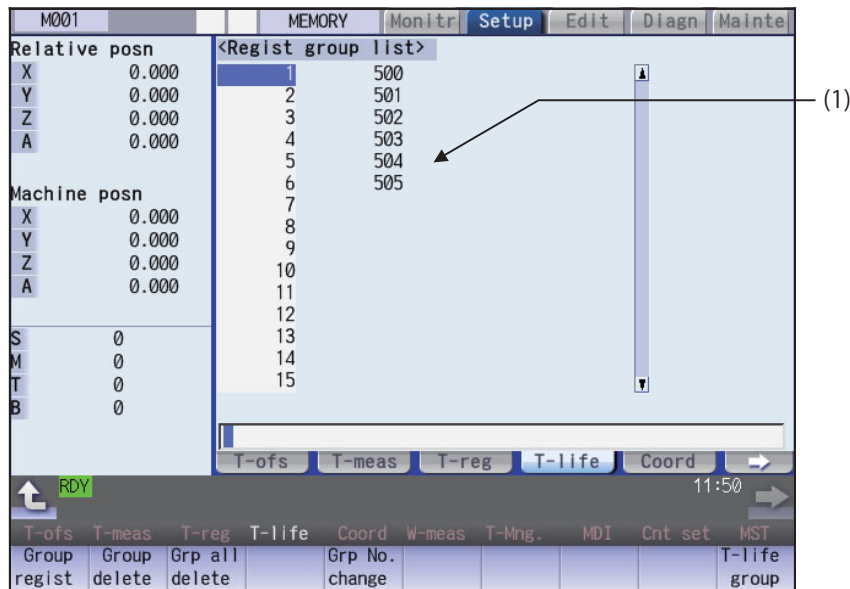 M001 MEMORY Monitr Setup Edit Diagn Mainte
Relative posn
X 0.000
Y 0.000
Z 0.000
A 0.000
Machine posn
X 0.000
Y 0.000
Z 0.000
A 0.000
S 0
M 0
T 0
B 0
<Regist group list>
1 500
2 501
3 502
4 503
5 504
6 505
7
8
9
10
11
12
13
14
15
(1)
T-ofs T-meas T-reg T-life Coord
RDY 11:50
T-ofs T-meas T-reg T-life Coord W-meas T-Mng. MDI Cnt set MST
Group Group Grp all Grp No. T-life
regist delete delete change group